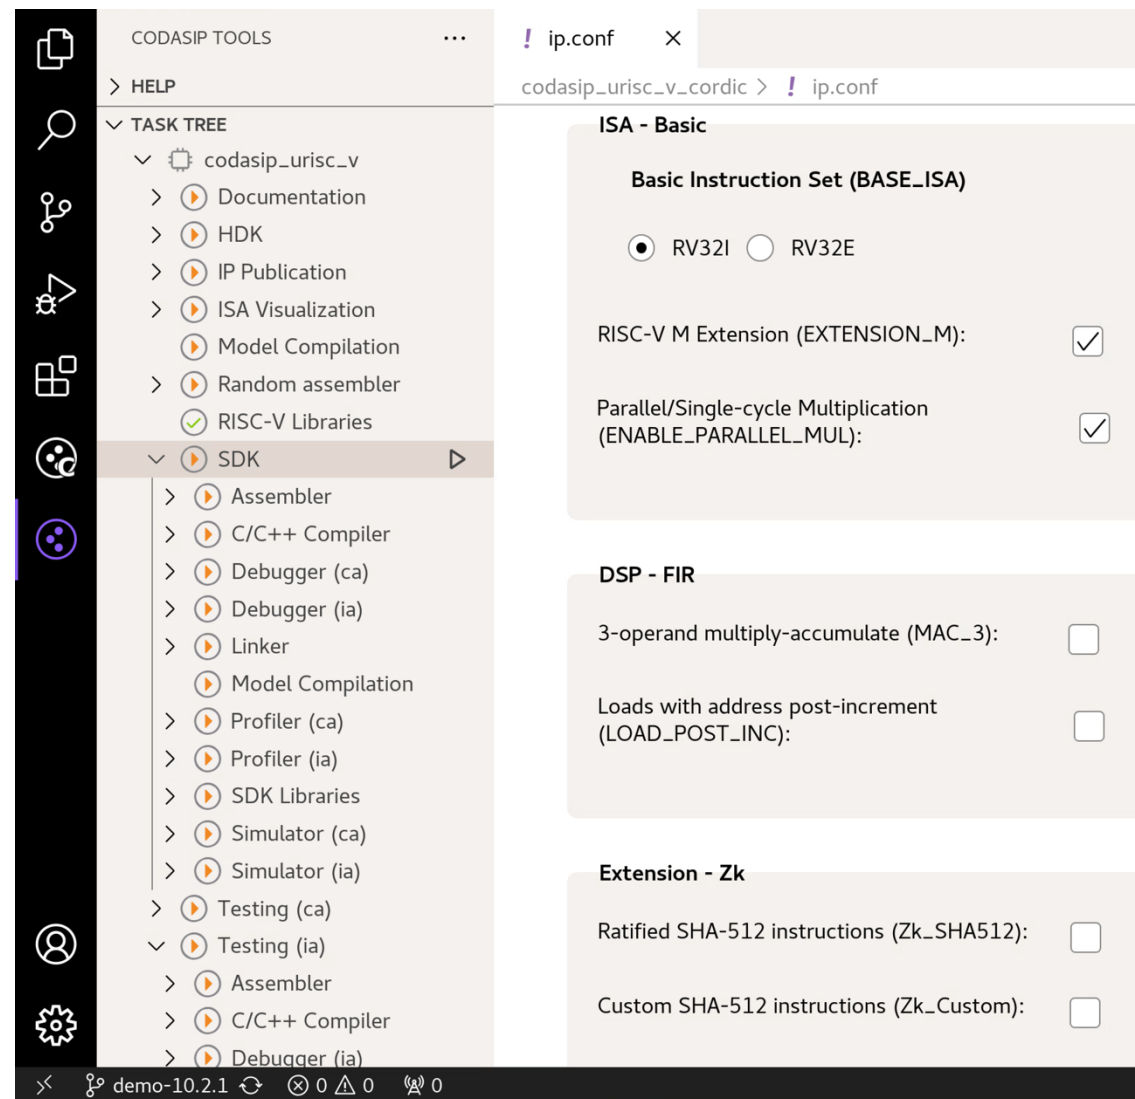 CODASIP TOOLS
HELP
TASK TREE
codasip_urisc_v
Documentation
HDK
IP Publication
ISA Visualization
Model Compilation
Random assembler
RISC-V Libraries
SDK
Assembler
C/C++ Compiler
Debugger (ca)
Debugger (ia)
Linker
Model Compilation
Profiler (ca)
Profiler (ia)
SDK Libraries
Simulator (ca)
Simulator (ia)
Testing (ca)
Testing (ia)
Assembler
C/C++ Compiler
Debugger (ia)
! ip.conf
codasip_urisc_v_cordic > ! ip.conf
ISA - Basic
Basic Instruction Set (BASE_ISA)
RV32I RV32E
RISC-V M Extension (EXTENSION_M):
Parallel/Single-cycle Multiplication
(ENABLE_PARALLEL_MUL):
DSP - FIR
3-operand multiply-accumulate (MAC_3):
Loads with address post-increment
(LOAD_POST_INC):
Extension - Zk
Ratified SHA-512 instructions (Zk_SHA512):
Custom SHA-512 instructions (Zk_Custom):
demo-10.2.1 0 0 0